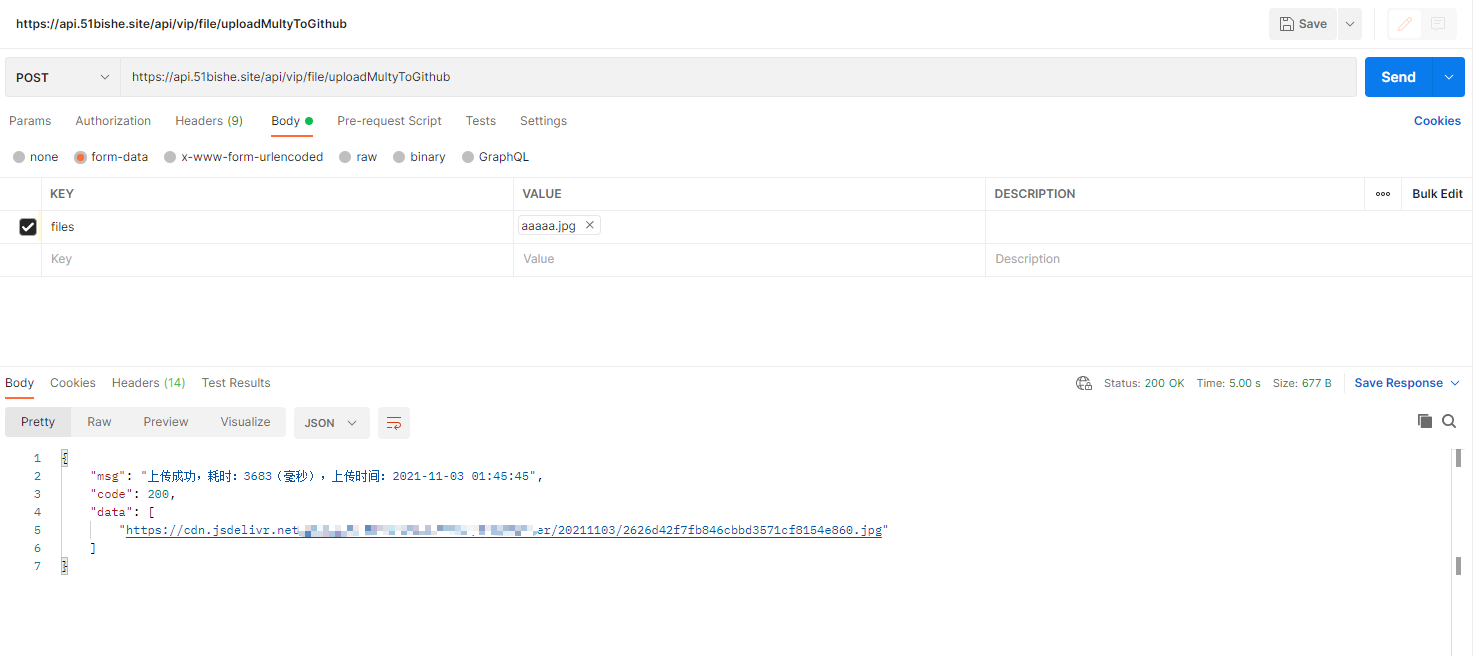 https://api.51bishe.site/api/vip/file/uploadMultyToGithub
Save
POST
https://api.51bishe.site/api/vip/file/uploadMultyToGithub
Send
Params Authorization Headers (9) Body Pre-request Script Tests Settings Cookies
none form-data x-www-form-urlencoded raw binary GraphQL
KEY VALUE DESCRIPTION ooo Bulk Edit
files aaaaa.jpg
Key Value Description
Body Cookies Headers (14) Test Results Status: 200 OK Time: 5.00 s Size: 677 B Save Response
Pretty Raw Preview Visualize JSON
1 {
2 "msg": "上传成功，耗时：3683（毫秒），上传时间：2021-11-03 01:45:45",
3 "code": 200,
4 "data": [
5 "https://cdn.jsdelivr.net er/20211103/2626d42f7fb846cbbd3571cf8154e860.jpg"
6 ]
7 }